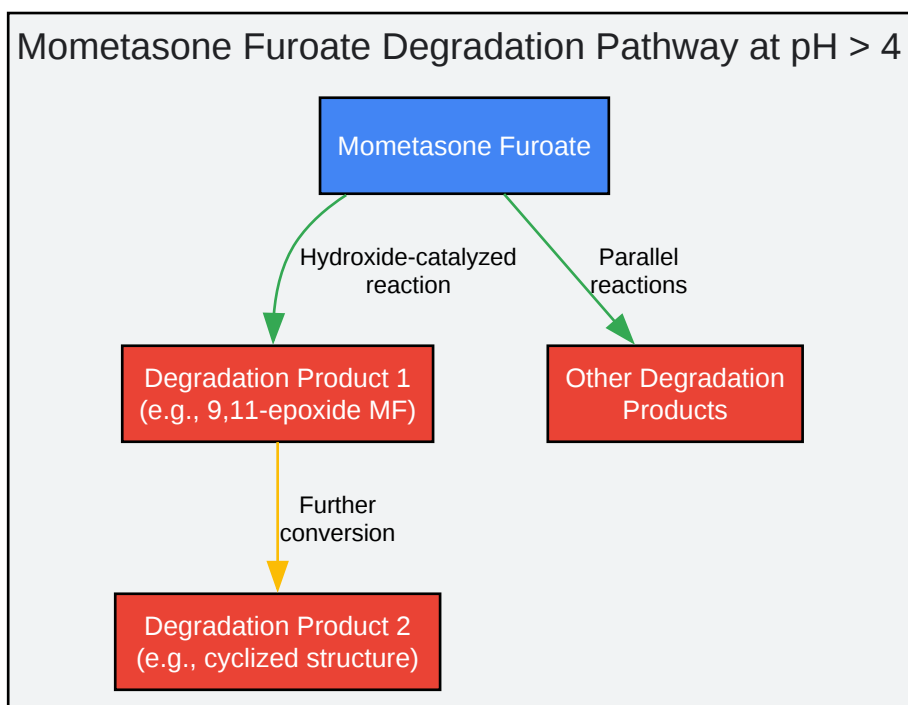 Mometasone Furoate Degradation Pathway at pH > 4
Mometasone Furoate
Hydroxide-catalyzed
reaction
Parallel
reactions
Degradation Product 1
(e.g., 9,11-epoxide MF)
Other Degradation
Products
Further
conversion
Degradation Product 2
(e.g., cyclized structure)